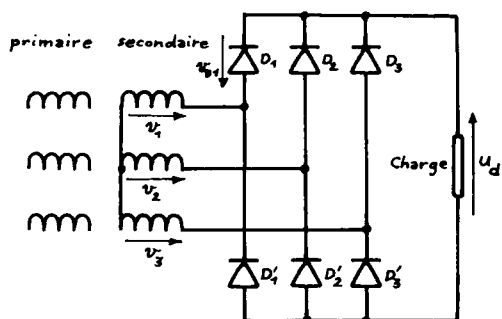 primaire secondaire
v_D1 D1 D2 D3
v1
v2
v3
Charge u_d
D'1 D'2 D'3